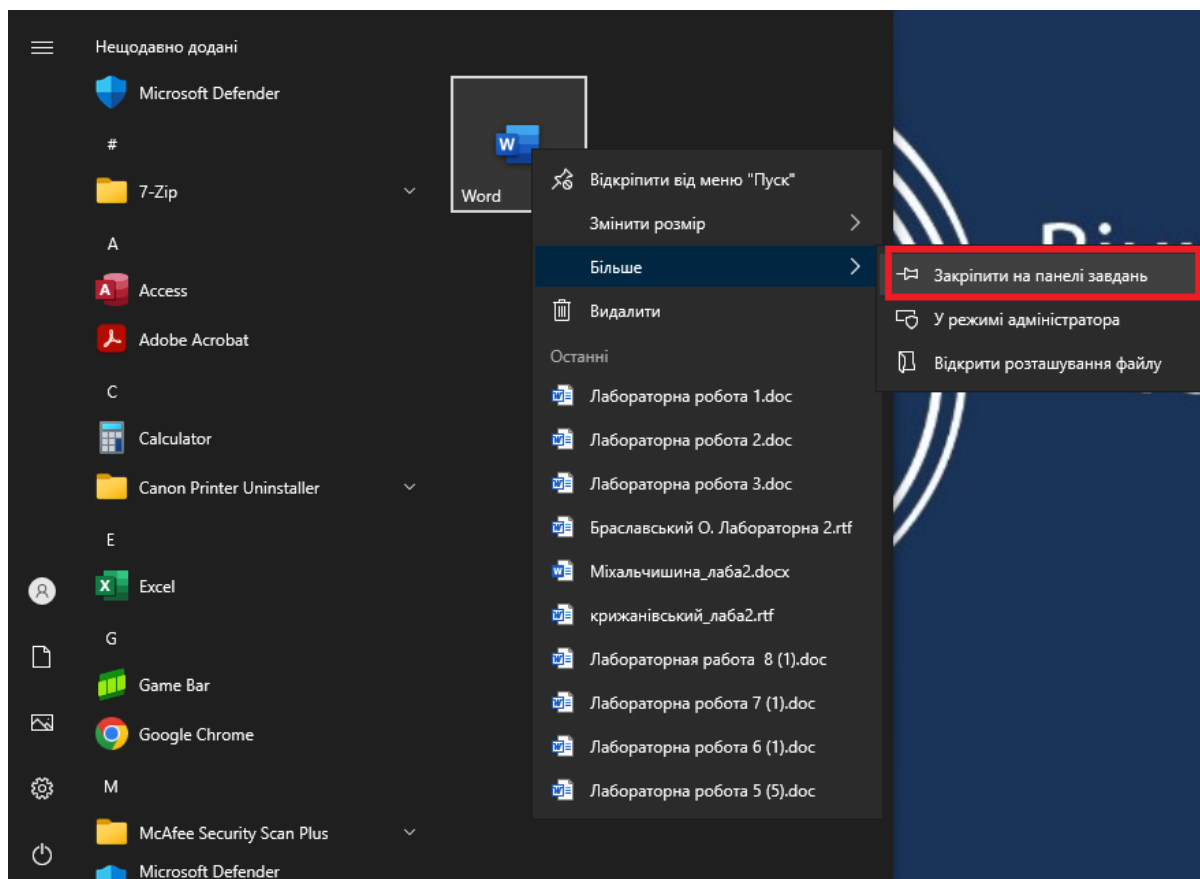 Нещодавно додані
Microsoft Defender
#
7-Zip
A
Access
Adobe Acrobat
C
Calculator
Canon Printer Uninstaller
E
Excel
G
Game Bar
Google Chrome
M
McAfee Security Scan Plus
Microsoft Defender
Word
Відкріпити від меню "Пуск"
Змінити розмір
Більше
Видалити
Останні
Лабораторна робота 1.doc
Лабораторна робота 2.doc
Лабораторна робота 3.doc
Браславський О. Лабораторна 2.rtf
Міхальчишина_лаба2.docx
крижанівський_лаба2.rtf
Лабораторная работа  8 (1).doc
Лабораторна робота 7 (1).doc
Лабораторна робота 6 (1).doc
Лабораторна робота 5 (5).doc
Закріпити на панелі завдань
У режимі адміністратора
Відкрити розташування файлу